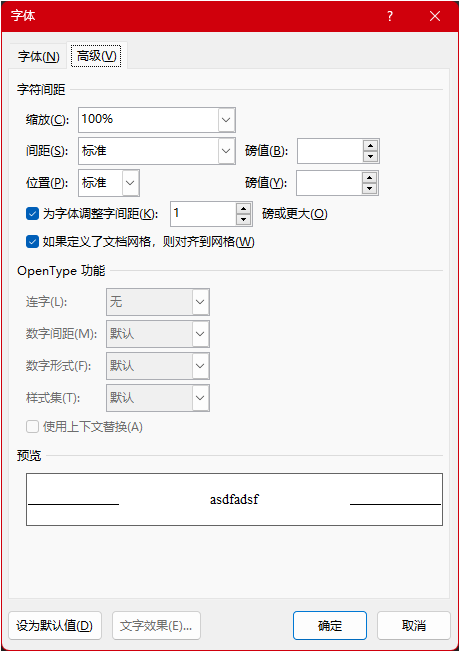 字体
字体(N) 高级(V)
字符间距
缩放(C): 100%
间距(S): 标准 磅值(B):
位置(P): 标准 磅值(Y):
为字体调整字间距(K): 1 磅或更大(O)
如果定义了文档网格，则对齐到网格(W)
OpenType 功能
连字(L): 无
数字间距(M): 默认
数字形式(F): 默认
样式集(T): 默认
使用上下文替换(A)
预览
asdfadsf
设为默认值(D) 文字效果(E)... 确定 取消